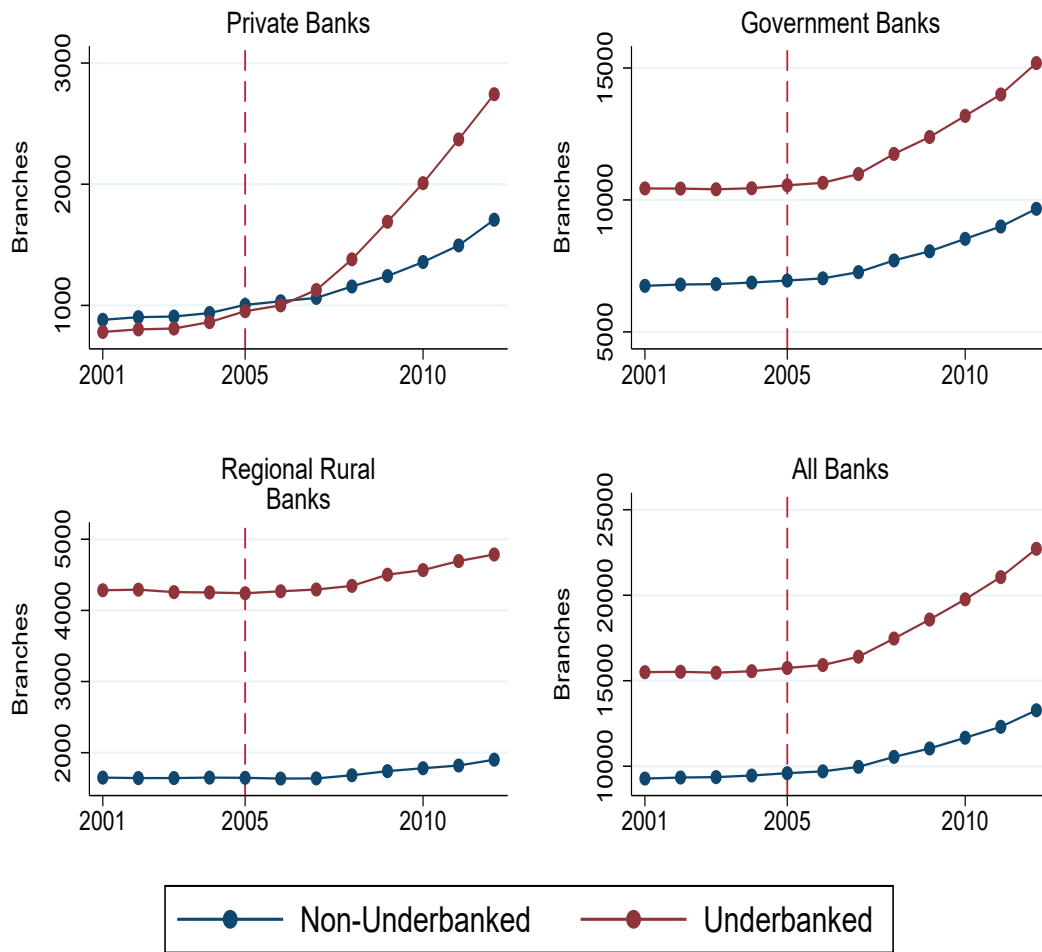 Private Banks
Branches
3000
2000
1000
2001 2005 2010
Government Banks
Branches
15000
10000
5000
2001 2005 2010
Regional Rural
Banks
Branches
5000
4000
3000
2000
2001 2005 2010
All Banks
Branches
25000
20000
15000
10000
2001 2005 2010
Non-Underbanked Underbanked